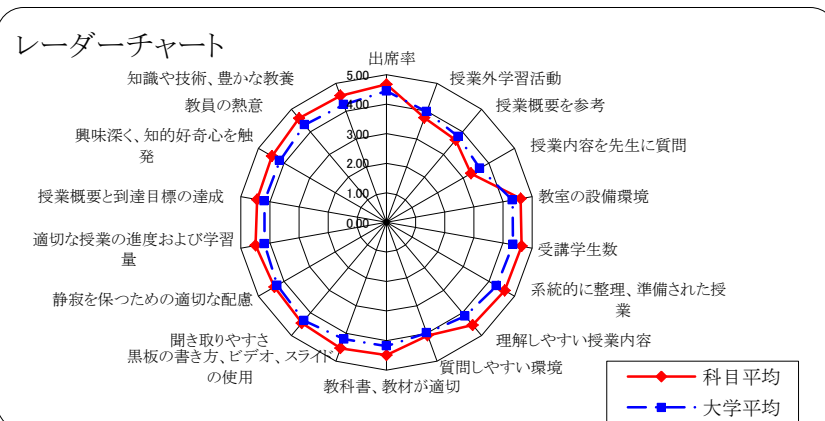 レーダーチャート
出席率
授業外学習活動
授業概要を参考
授業内容を先生に質問
教室の設備環境
受講学生数
系統的に整理、準備された授
業
理解しやすい授業内容
質問しやすい環境
教科書、教材が適切
黒板の書き方、ビデオ、スライド
の使用
聞き取りやすさ
静寂を保つための適切な配慮
適切な授業の進度および学習
量
授業概要と到達目標の達成
興味深く、知的好奇心を触
発
教員の熱意
知識や技術、豊かな教養
5.00
4.00
3.00
2.00
1.00
0.00
科目平均
大学平均